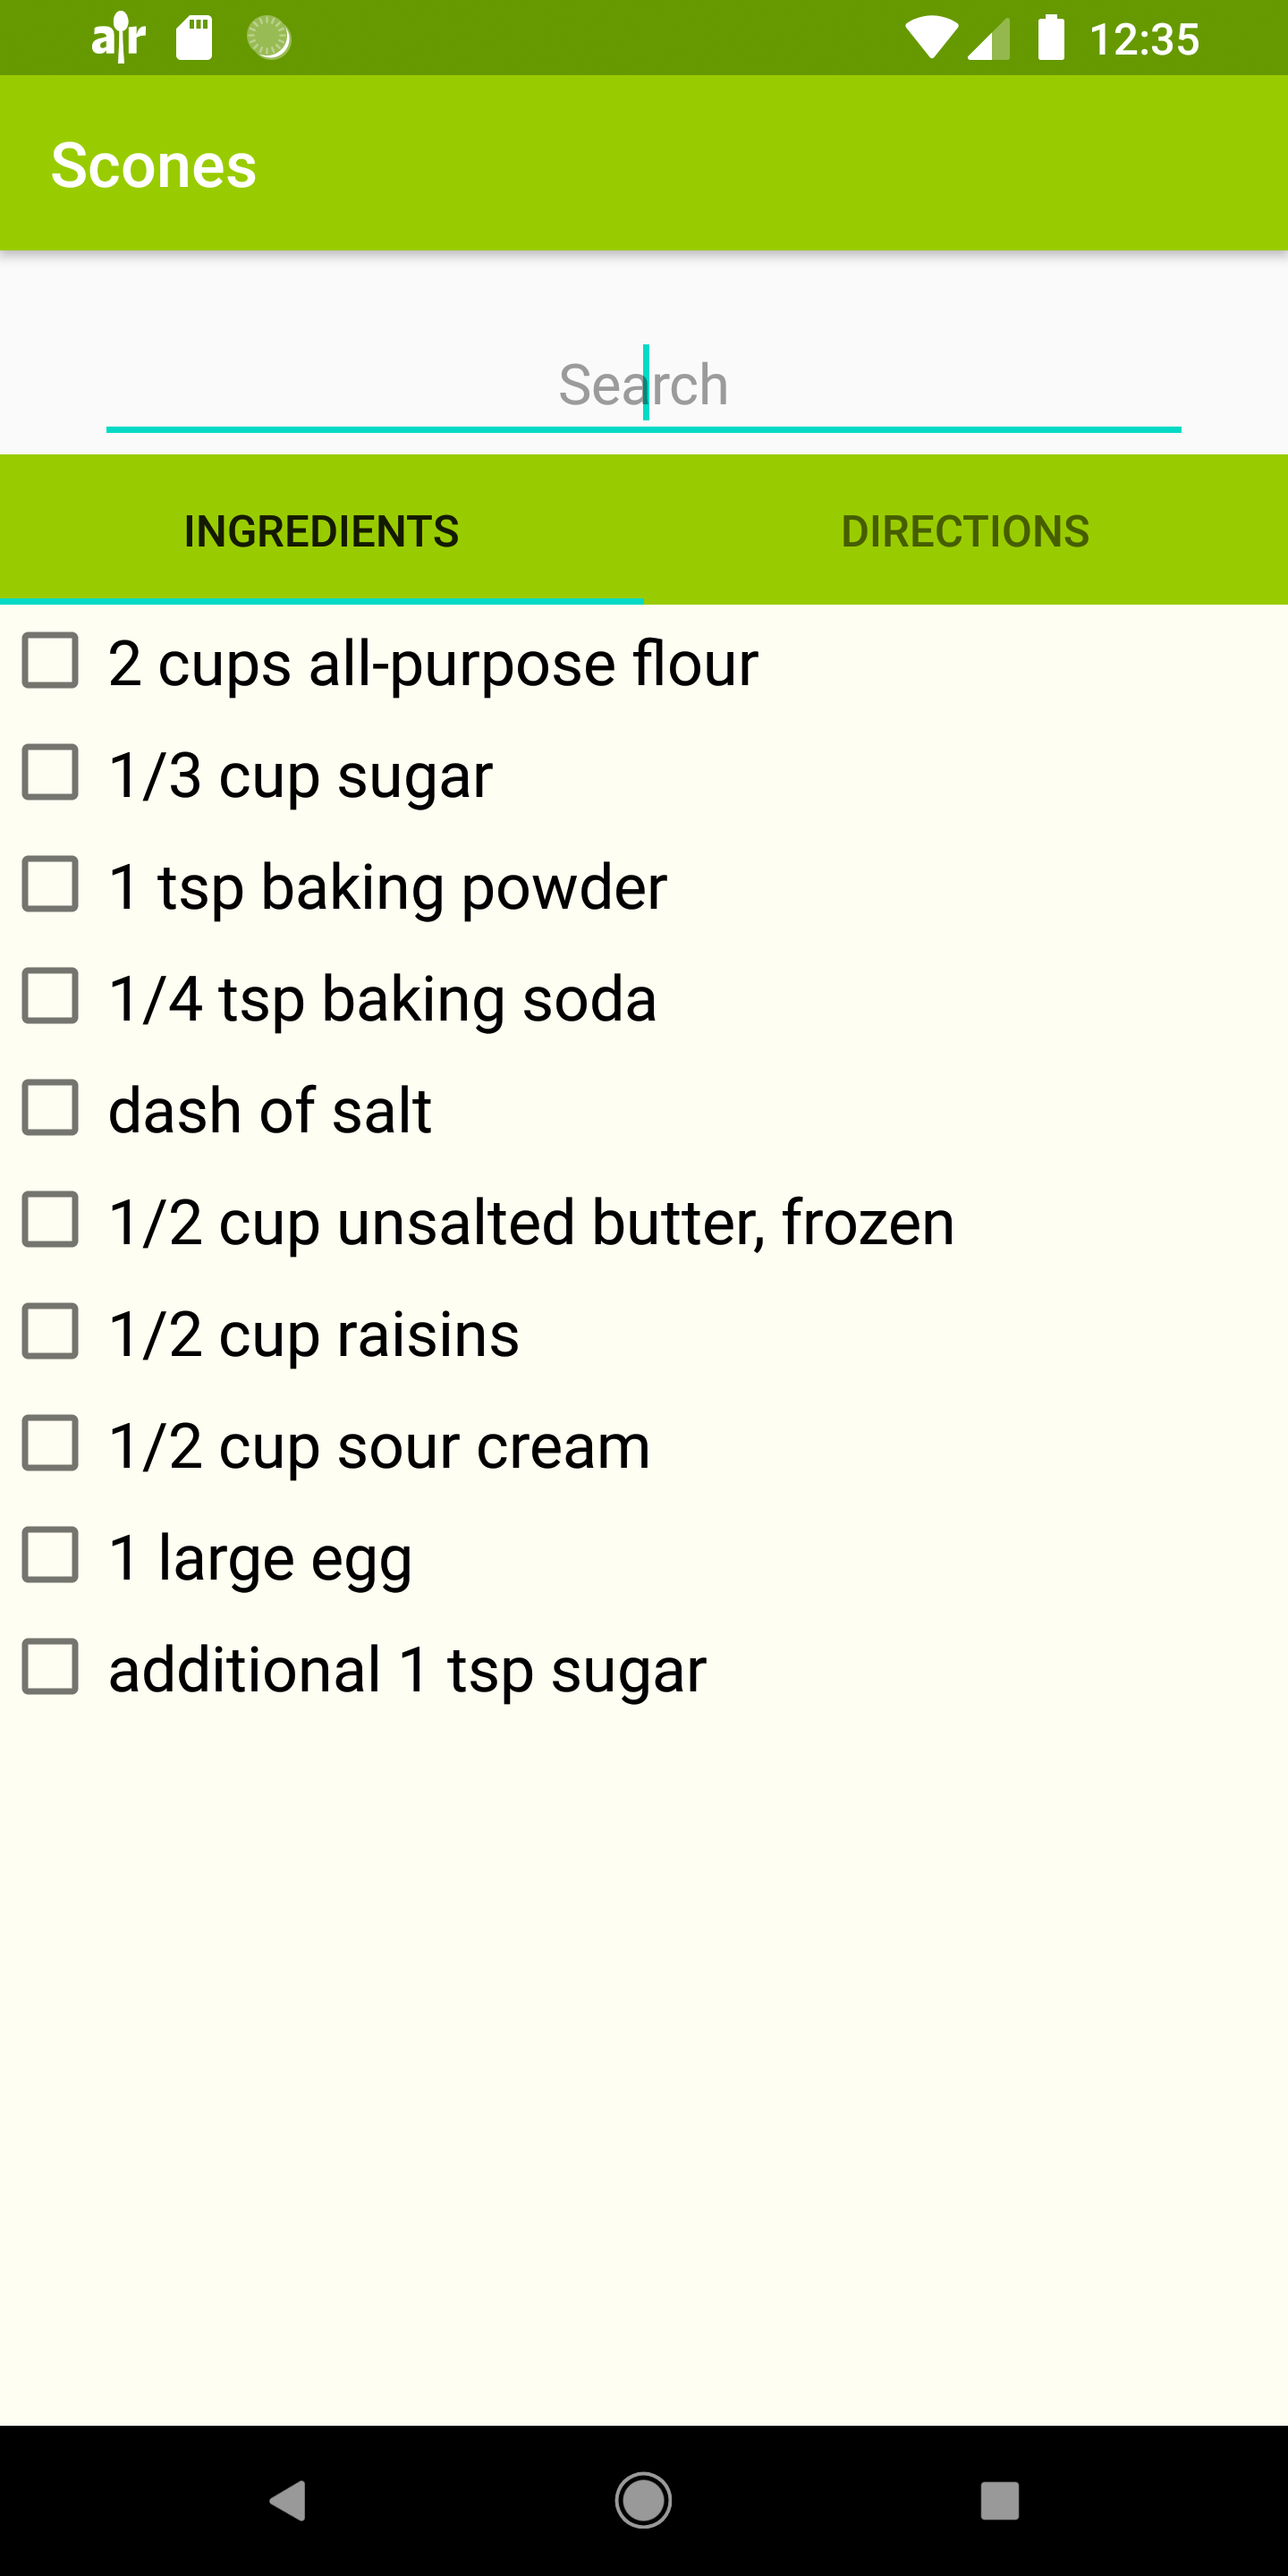 air 12:35
Scones
Search
INGREDIENTS DIRECTIONS
2 cups all-purpose flour
1/3 cup sugar
1 tsp baking powder
1/4 tsp baking soda
dash of salt
1/2 cup unsalted butter, frozen
1/2 cup raisins
1/2 cup sour cream
1 large egg
additional 1 tsp sugar